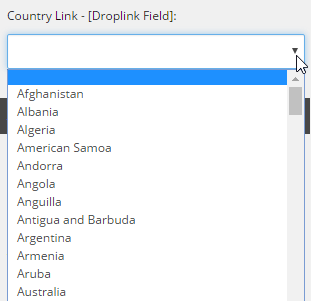 Country Link - [Droplink Field]:
Afghanistan
Albania
Algeria
American Samoa
Andorra
Angola
Anguilla
Antigua and Barbuda
Argentina
Armenia
Aruba
Australia